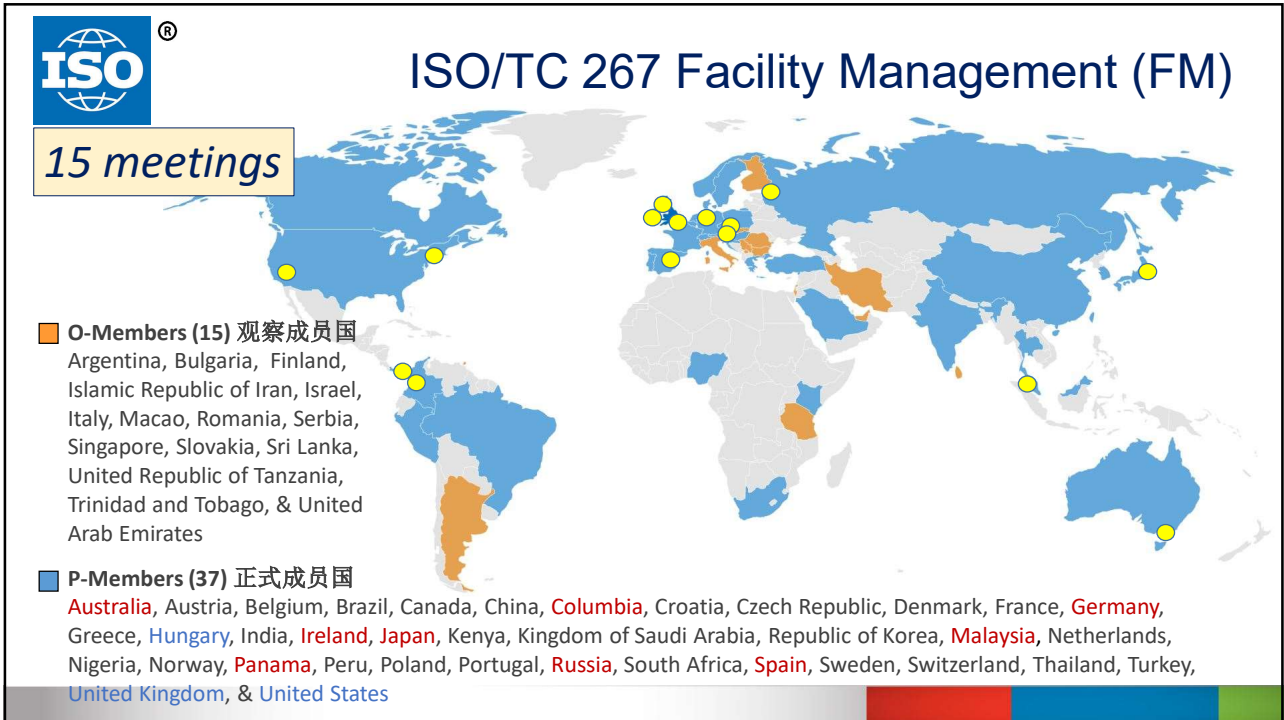 ISO
®
ISO/TC 267 Facility Management (FM)
15 meetings
O-Members (15) 观察成员国
Argentina, Bulgaria, Finland,
Islamic Republic of Iran, Israel,
Italy, Macao, Romania, Serbia,
Singapore, Slovakia, Sri Lanka,
United Republic of Tanzania,
Trinidad and Tobago, & United
Arab Emirates
P-Members (37) 正式成员国
Australia, Austria, Belgium, Brazil, Canada, China, Columbia, Croatia, Czech Republic, Denmark, France, Germany,
Greece, Hungary, India, Ireland, Japan, Kenya, Kingdom of Saudi Arabia, Republic of Korea, Malaysia, Netherlands,
Nigeria, Norway, Panama, Peru, Poland, Portugal, Russia, South Africa, Spain, Sweden, Switzerland, Thailand, Turkey,
United Kingdom, & United States